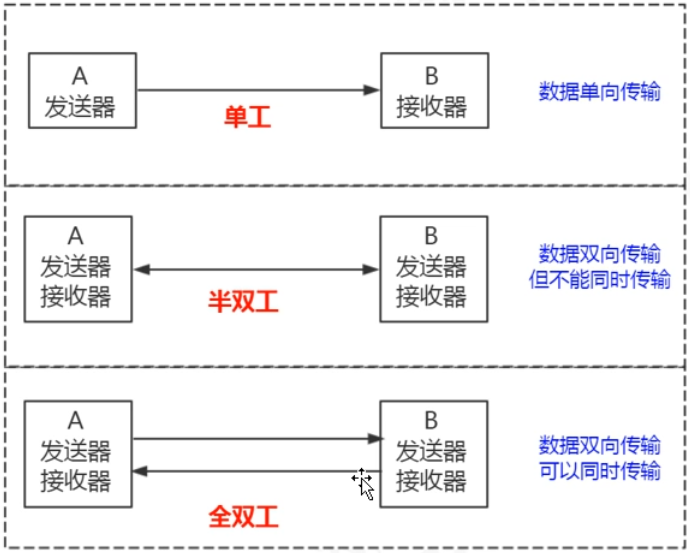 A
发送器
B
接收器
单工
数据单向传输
A
发送器
接收器
B
发送器
接收器
半双工
数据双向传输
但不能同时传输
A
发送器
接收器
B
发送器
接收器
全双工
数据双向传输
可以同时传输